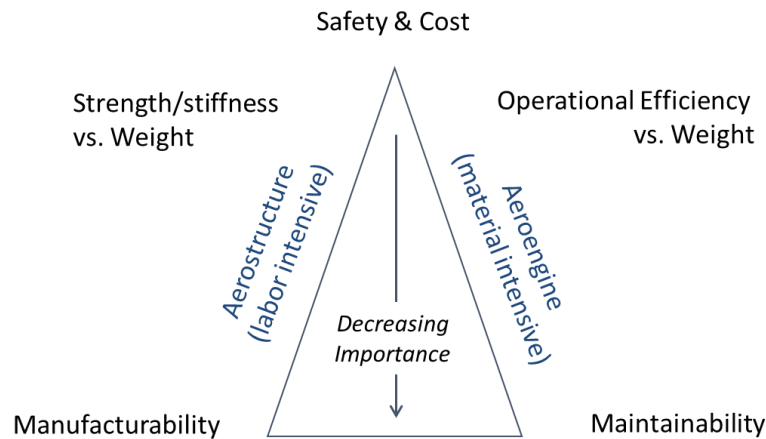 Safety & Cost
Strength/stiffness
vs. Weight
Operational Efficiency
vs. Weight
Aerostructure
(labor intensive)
Aeroengine
(material intensive)
Decreasing
Importance
Manufacturability
Maintainability